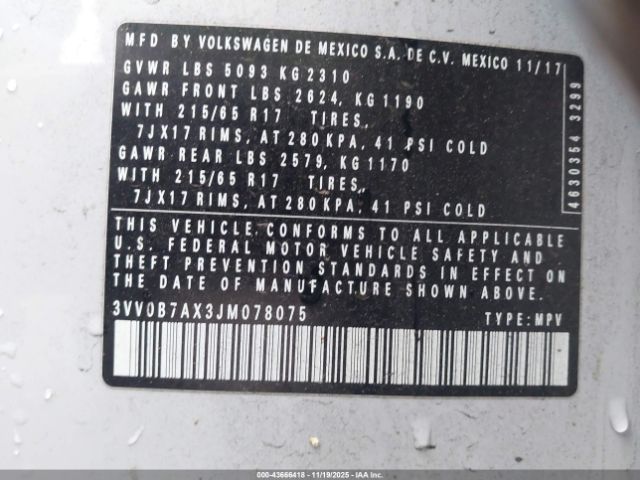 MFD BY VOLKSWAGEN DE MEXICO S.A. DE C.V. MEXICO 11/17
GVWR LBS 5093 KG 2310
GAWR FRONT LBS 2624, KG 1190
WITH 215/65 R17 TIRES,
7JX17 RIMS, AT 280 KPA, 41 PSI COLD
GAWR REAR LBS 2579, KG 1170
WITH 215/65 R17 TIRES,
7JX17 RIMS, AT 280 KPA, 41 PSI COLD
4630354 3299
THIS VEHICLE CONFORMS TO ALL APPLICABLE
U.S. FEDERAL MOTOR VEHICLE SAFETY AND
THEFT PREVENTION STANDARDS IN EFFECT ON
THE DATE OF MANUFACTURE SHOWN ABOVE.
3VV0B7AX3JM078075 TYPE: MPV
000-43666418 - 11/19/2025 - IAAI.COM